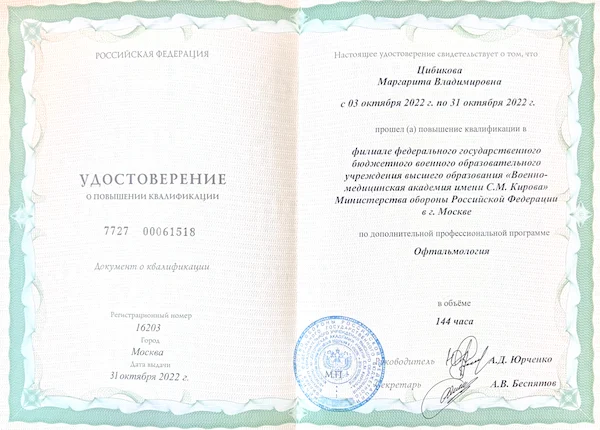 РОССИЙСКАЯ ФЕДЕРАЦИЯ
УДОСТОВЕРЕНИЕ
О ПОВЫШЕНИИ КВАЛИФИКАЦИИ
7727 00061518
Документ о квалификации
Регистрационный номер
16203
Город
Москва
Дата выдачи
31 октября 2022 г.
Настоящее удостоверение свидетельствует о том, что
Цибикова
Маргарита Владимировна
с 03 октября 2022 г. по 31 октября 2022 г.
прошел (а) повышение квалификации в
филиале федерального государственного
бюджетного военного образовательного
учреждения высшего образования «Военно-
медицинская академия имени С.М. Кирова»
Министерства обороны Российской Федерации
в г. Москве
по дополнительной профессиональной программе
Офтальмология
в объёме
144 часа
Руководитель А.Д. Юрченко
М.П.
Секретарь А.В. Беспятов